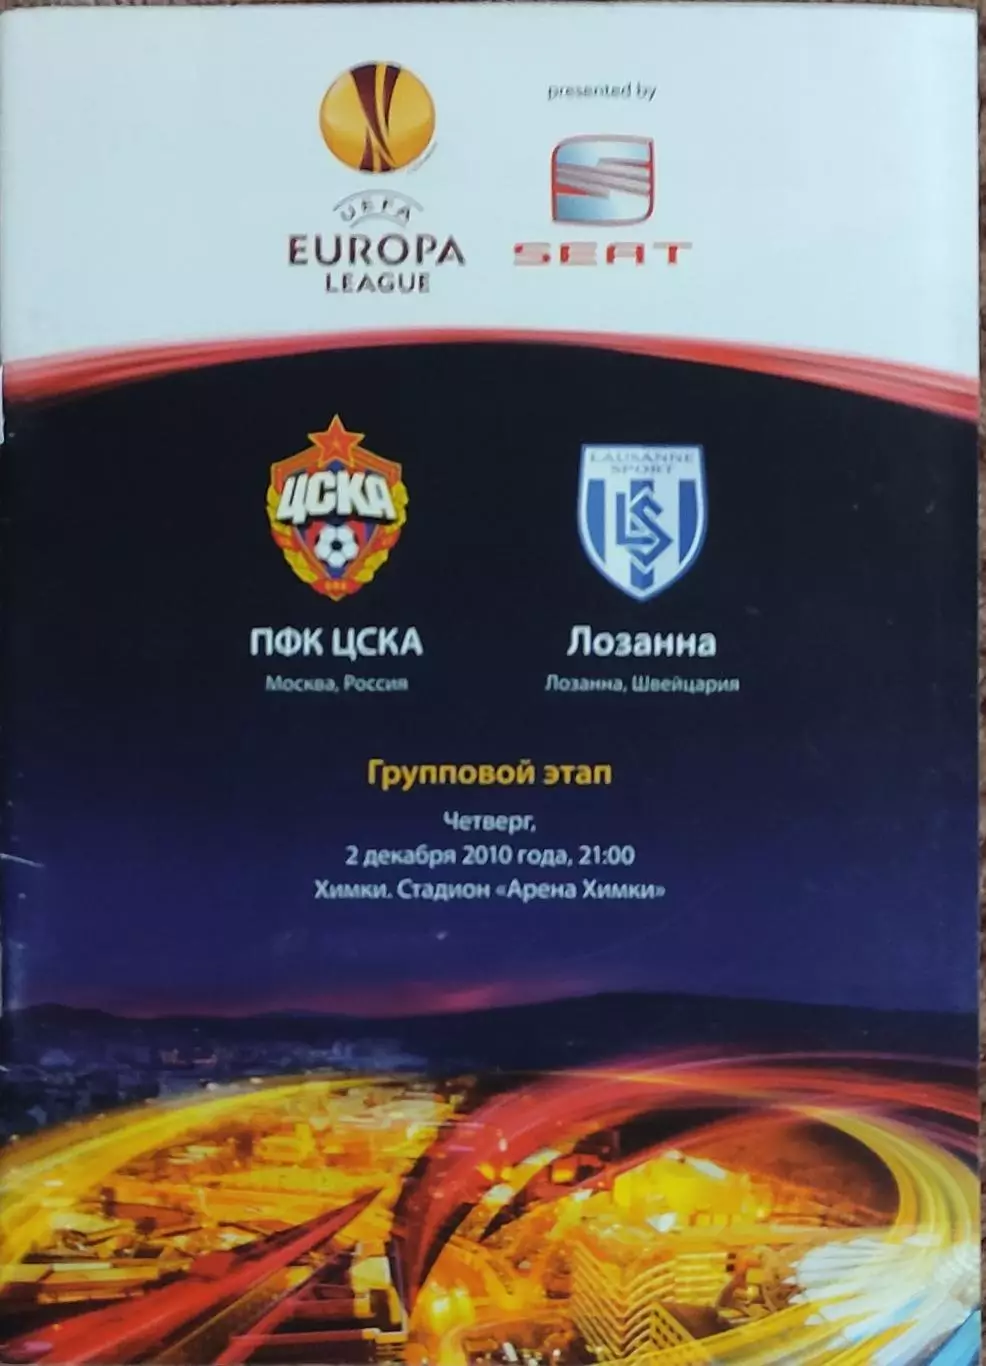 presented by
UEFA
EUROPA
LEAGUE
SEAT
ЦСКА
LAUSANNE
SPORT
LS
ПФК ЦСКА
Москва, Россия
Лозанна
Лозанна, Швейцария
Групповой этап
Четверг,
2 декабря 2010 года, 21:00
Химки. Стадион «Арена Химки»